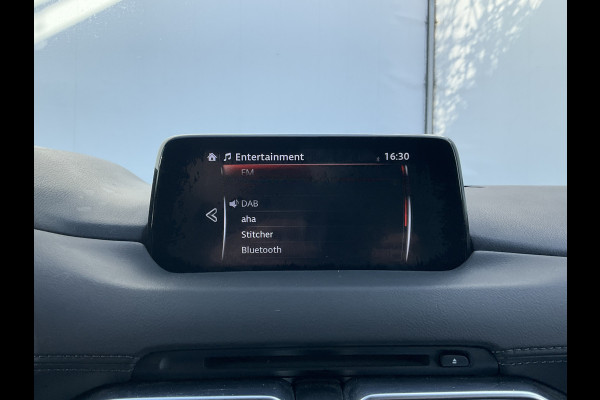 Entertainment 16:30
FM
DAB
aha
Stitcher
Bluetooth